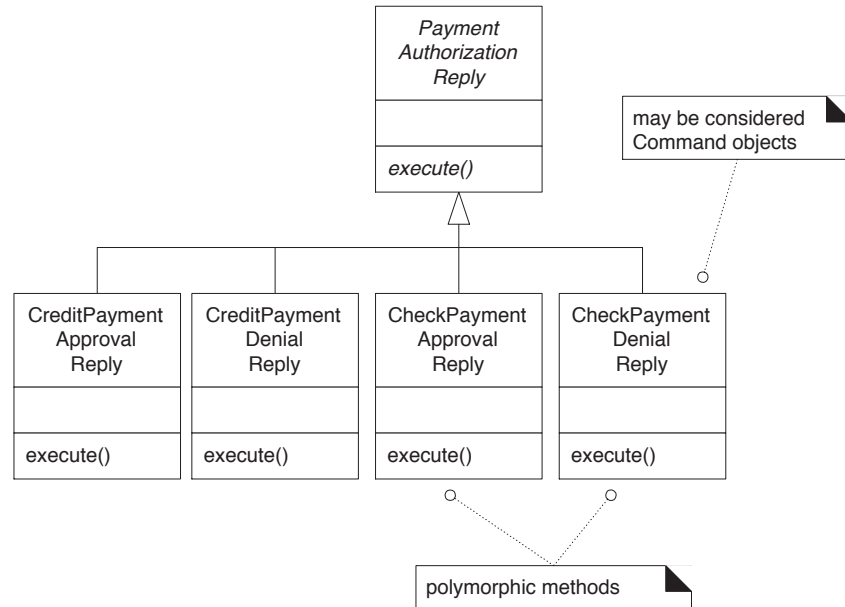 Payment
Authorization
Reply
execute()
may be considered
Command objects
CreditPayment
Approval
Reply
execute()
CreditPayment
Denial
Reply
execute()
CheckPayment
Approval
Reply
execute()
CheckPayment
Denial
Reply
execute()
polymorphic methods